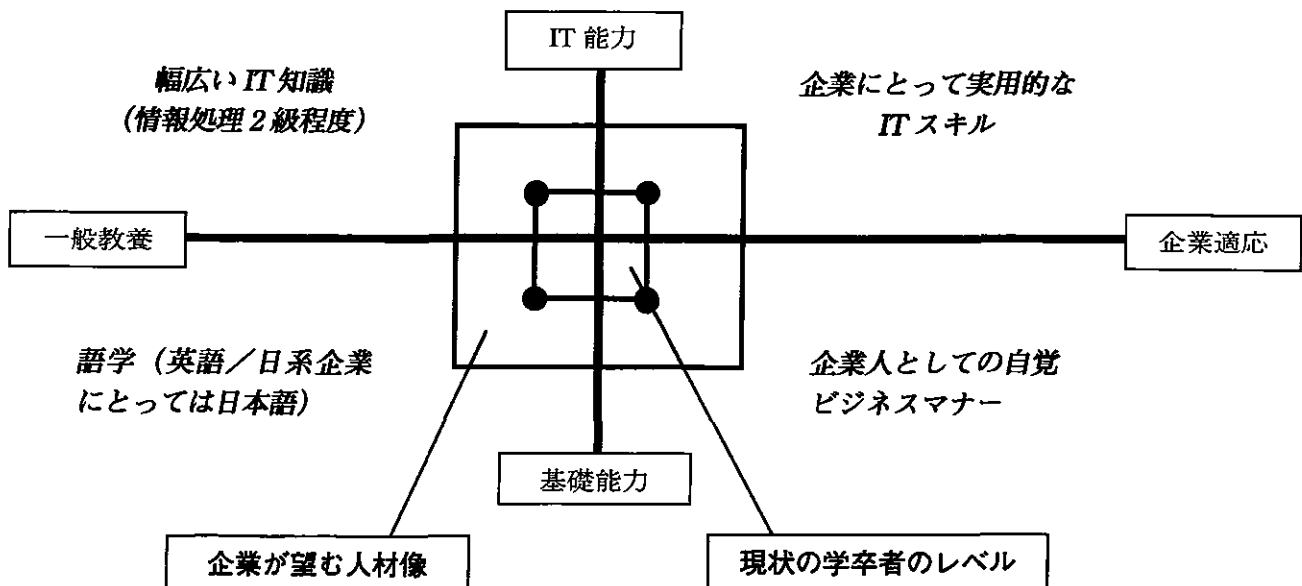 IT 能力
幅広い IT 知識
（情報処理 2 級程度）
企業にとって実用的な
IT スキル
一般教養
企業適応
語学（英語／日系企業
にとっては日本語）
企業人としての自覚
ビジネスマナー
基礎能力
企業が望む人材像
現状の学卒者のレベル